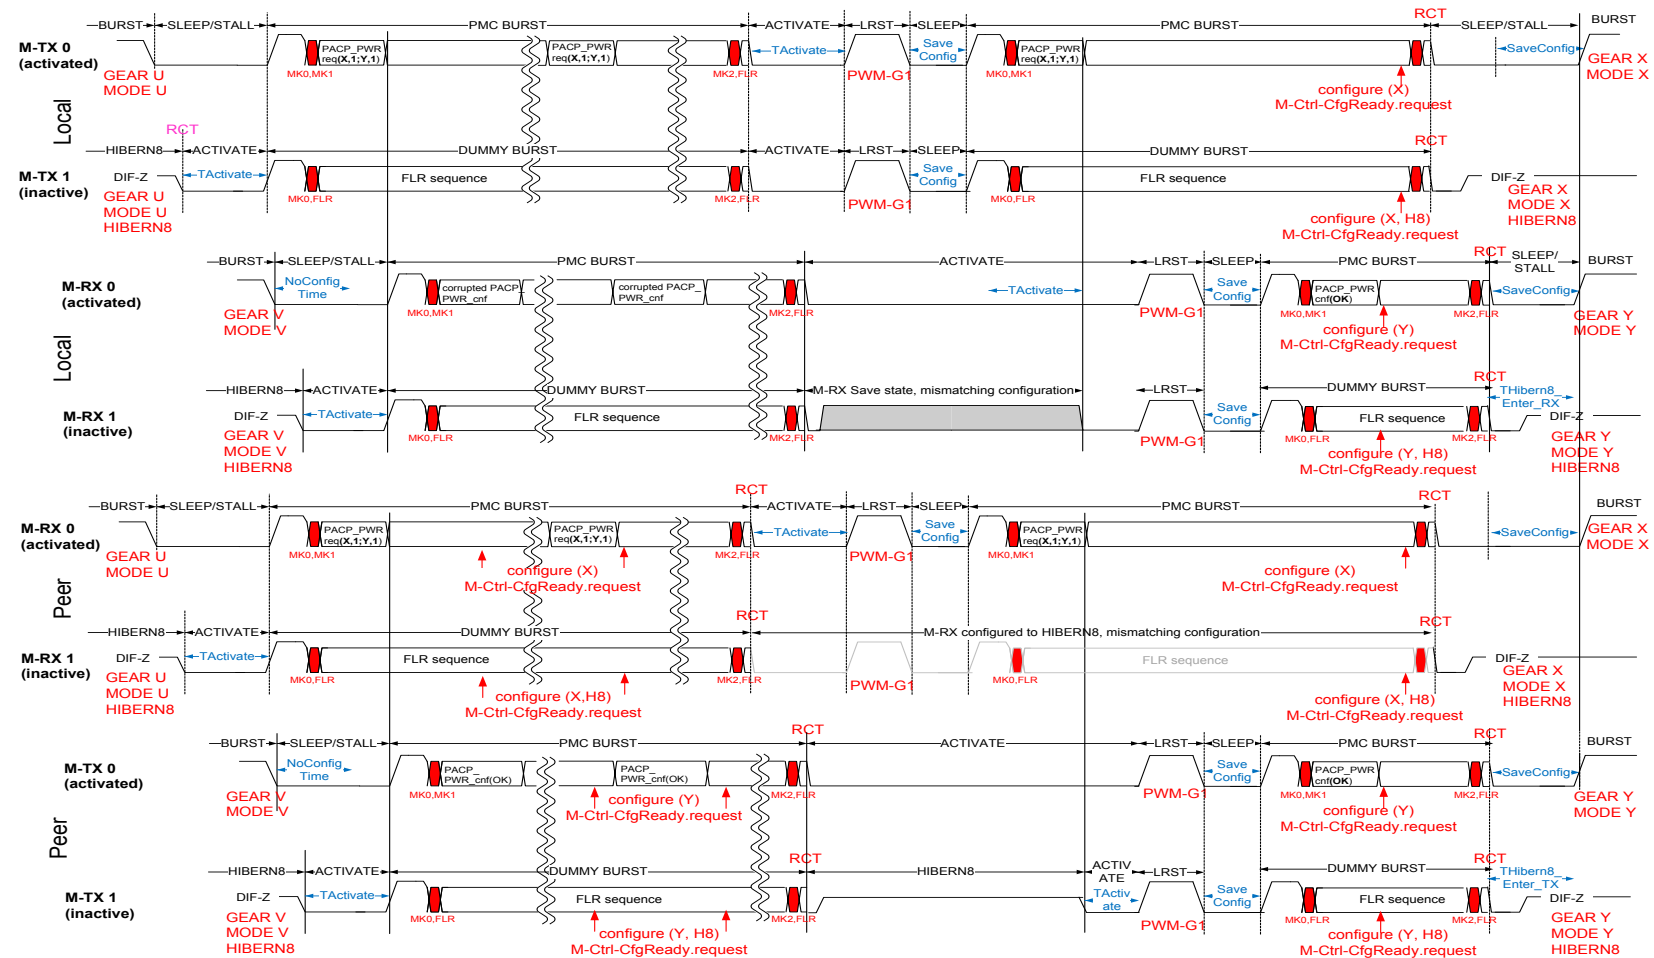 BURST SLEEP/STALL PMC BURST ACTIVATE LRST SLEEP PMC BURST RCT SLEEP/STALL BURST
M-TX 0
(activated)
PACP_PWR
req(X,1;Y,1)
PACP_PWR
req(X,1;Y,1)
TActivate
Save
Config
PACP_PWR
req(X,1;Y,1)
SaveConfig
GEAR U
MODE U
MK0,MK1
MK2,FLR
PWM-G1
MK0,MK1
configure (X)
M-Ctrl-CfgReady.request
GEAR X
MODE X
Local
RCT
RCT
HIBERN8 ACTIVATE DUMMY BURST ACTIVATE LRST SLEEP DUMMY BURST
M-TX 1
(inactive)
DIF-Z
TActivate
FLR sequence
Save
Config
FLR sequence
DIF-Z
GEAR U
MODE U
HIBERN8
MK0,FLR
MK2,FLR
PWM-G1
MK0,FLR
configure (X, H8)
M-Ctrl-CfgReady.request
GEAR X
MODE X
HIBERN8
BURST SLEEP/STALL PMC BURST ACTIVATE LRST SLEEP PMC BURST RCT SLEEP/
STALL
BURST
M-RX 0
(activated)
NoConfig
Time
corrupted PACP_
PWR_cnf
corrupted PACP_
PWR_cnf
TActivate
Save
Config
PACP_PWR
cnf(OK)
SaveConfig
GEAR V
MODE V
MK0,MK1
MK2,FLR
PWM-G1
MK0,MK1
MK2,FLR
configure (Y)
M-Ctrl-CfgReady.request
GEAR Y
MODE Y
Local
RCT
HIBERN8 ACTIVATE DUMMY BURST M-RX Save state, mismatching configuration LRST DUMMY BURST THibern8_
Enter_RX
M-RX 1
(inactive)
DIF-Z
TActivate
FLR sequence
Save
Config
FLR sequence
DIF-Z
GEAR V
MODE V
HIBERN8
MK0,FLR
MK2,FLR
PWM-G1
MK0,FLR
MK2,FLR
configure (Y, H8)
M-Ctrl-CfgReady.request
GEAR Y
MODE Y
HIBERN8
RCT
RCT
BURST SLEEP/STALL PMC BURST ACTIVATE LRST SLEEP PMC BURST BURST
M-RX 0
(activated)
PACP_PWR
req(X,1;Y,1)
PACP_PWR
req(X,1;Y,1)
TActivate
Save
Config
PACP_PWR
req(X,1;Y,1)
SaveConfig
GEAR U
MODE U
MK0,MK1
MK2,FLR
PWM-G1
MK0,MK1
configure (X)
M-Ctrl-CfgReady.request
configure (X)
M-Ctrl-CfgReady.request
GEAR X
MODE X
Peer
RCT
RCT
HIBERN8 ACTIVATE DUMMY BURST M-RX configured to HIBERN8, mismatching configuration
M-RX 1
(inactive)
DIF-Z
TActivate
FLR sequence
FLR sequence
DIF-Z
GEAR U
MODE U
HIBERN8
MK0,FLR
MK2,FLR
PWM-G1
MK0,FLR
configure (X,H8)
M-Ctrl-CfgReady.request
configure (X, H8)
M-Ctrl-CfgReady.request
GEAR X
MODE X
HIBERN8
RCT
RCT
BURST SLEEP/STALL PMC BURST ACTIVATE LRST SLEEP PMC BURST BURST
M-TX 0
(activated)
NoConfig
Time
PACP_
PWR_cnf(OK)
PACP_
PWR_cnf(OK)
Save
Config
PACP_PWR
cnf(OK)
SaveConfig
GEAR V
MODE V
MK0,MK1
configure (Y)
M-Ctrl-CfgReady.request
MK2,FLR
PWM-G1
MK0,MK1
MK2,FLR
configure (Y)
M-Ctrl-CfgReady.request
GEAR Y
MODE Y
Peer
RCT
RCT
HIBERN8 ACTIVATE DUMMY BURST HIBERN8 ACTIV
ATE
LRST DUMMY BURST THibern8_
Enter_TX
M-TX 1
(inactive)
DIF-Z
TActivate
FLR sequence
TActiv
ate
Save
Config
FLR sequence
DIF-Z
GEAR V
MODE V
HIBERN8
MK0,FLR
MK2,FLR
PWM-G1
MK0,FLR
MK2,FLR
configure (Y, H8)
M-Ctrl-CfgReady.request
configure (Y, H8)
M-Ctrl-CfgReady.request
GEAR Y
MODE Y
HIBERN8